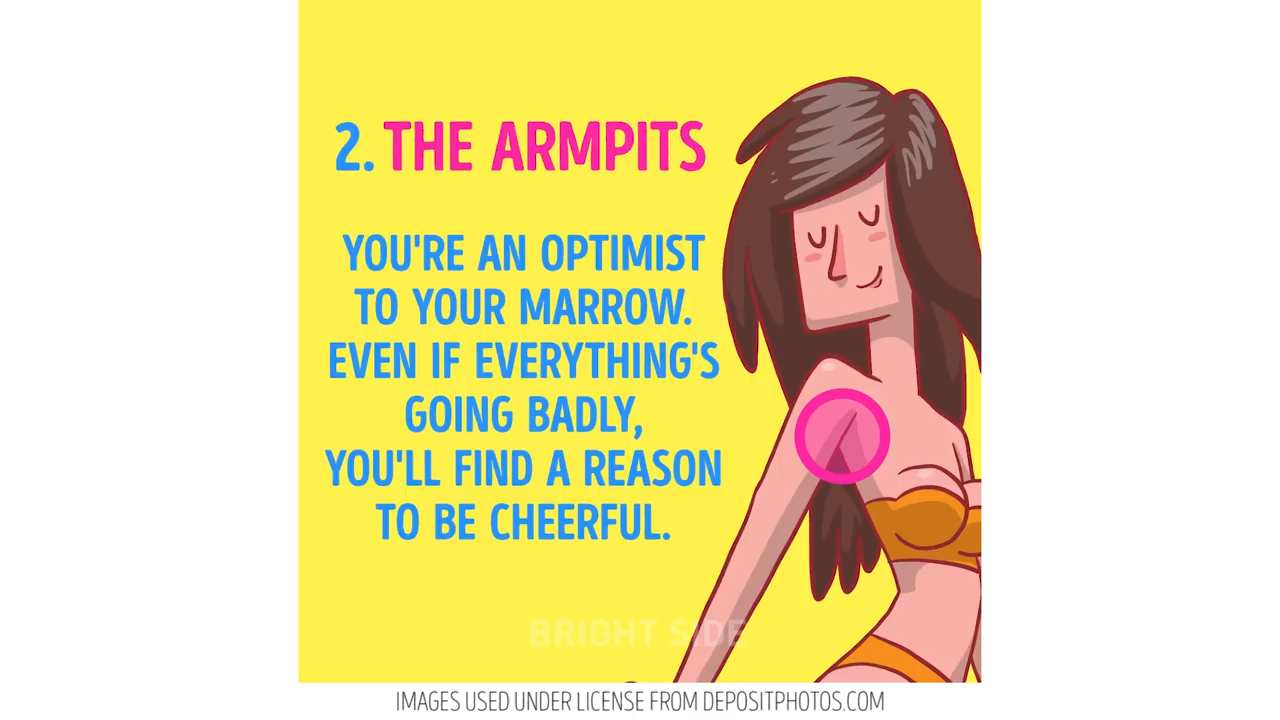 2. THE ARMPITS
YOU'RE AN OPTIMIST
TO YOUR MARROW.
EVEN IF EVERYTHING'S
GOING BADLY,
YOU'LL FIND A REASON
TO BE CHEERFUL.
BRIGHT SIDE
IMAGES USED UNDER LICENSE FROM DEPOSITPHOTOS.COM